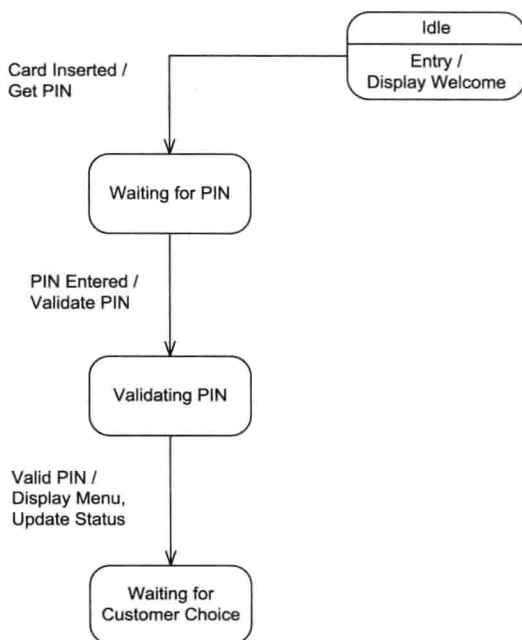 Idle
Entry /
Display Welcome
Card Inserted /
Get PIN
Waiting for PIN
PIN Entered /
Validate PIN
Validating PIN
Valid PIN /
Display Menu,
Update Status
Waiting for
Customer Choice